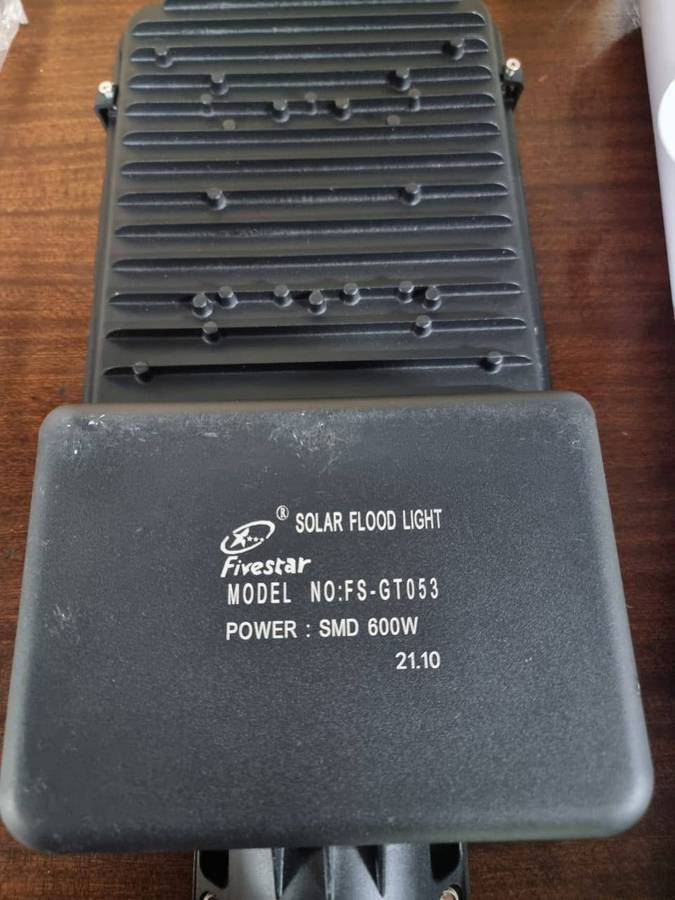 ® SOLAR FLOOD LIGHT
Fivestar
MODEL NO:FS-GT053
POWER : SMD 600W
21.10